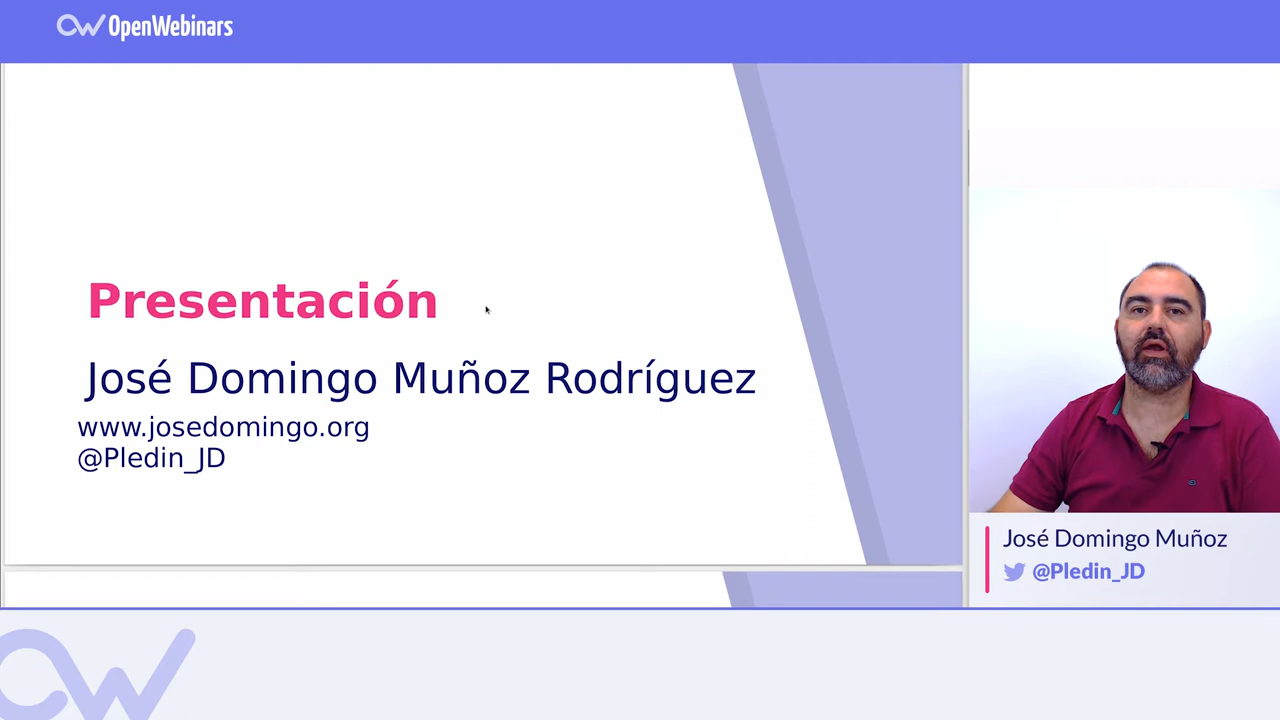 OpenWebinars
Presentación
José Domingo Muñoz Rodríguez
www.josedomingo.org
@Pledin_JD
José Domingo Muñoz
@Pledin_JD